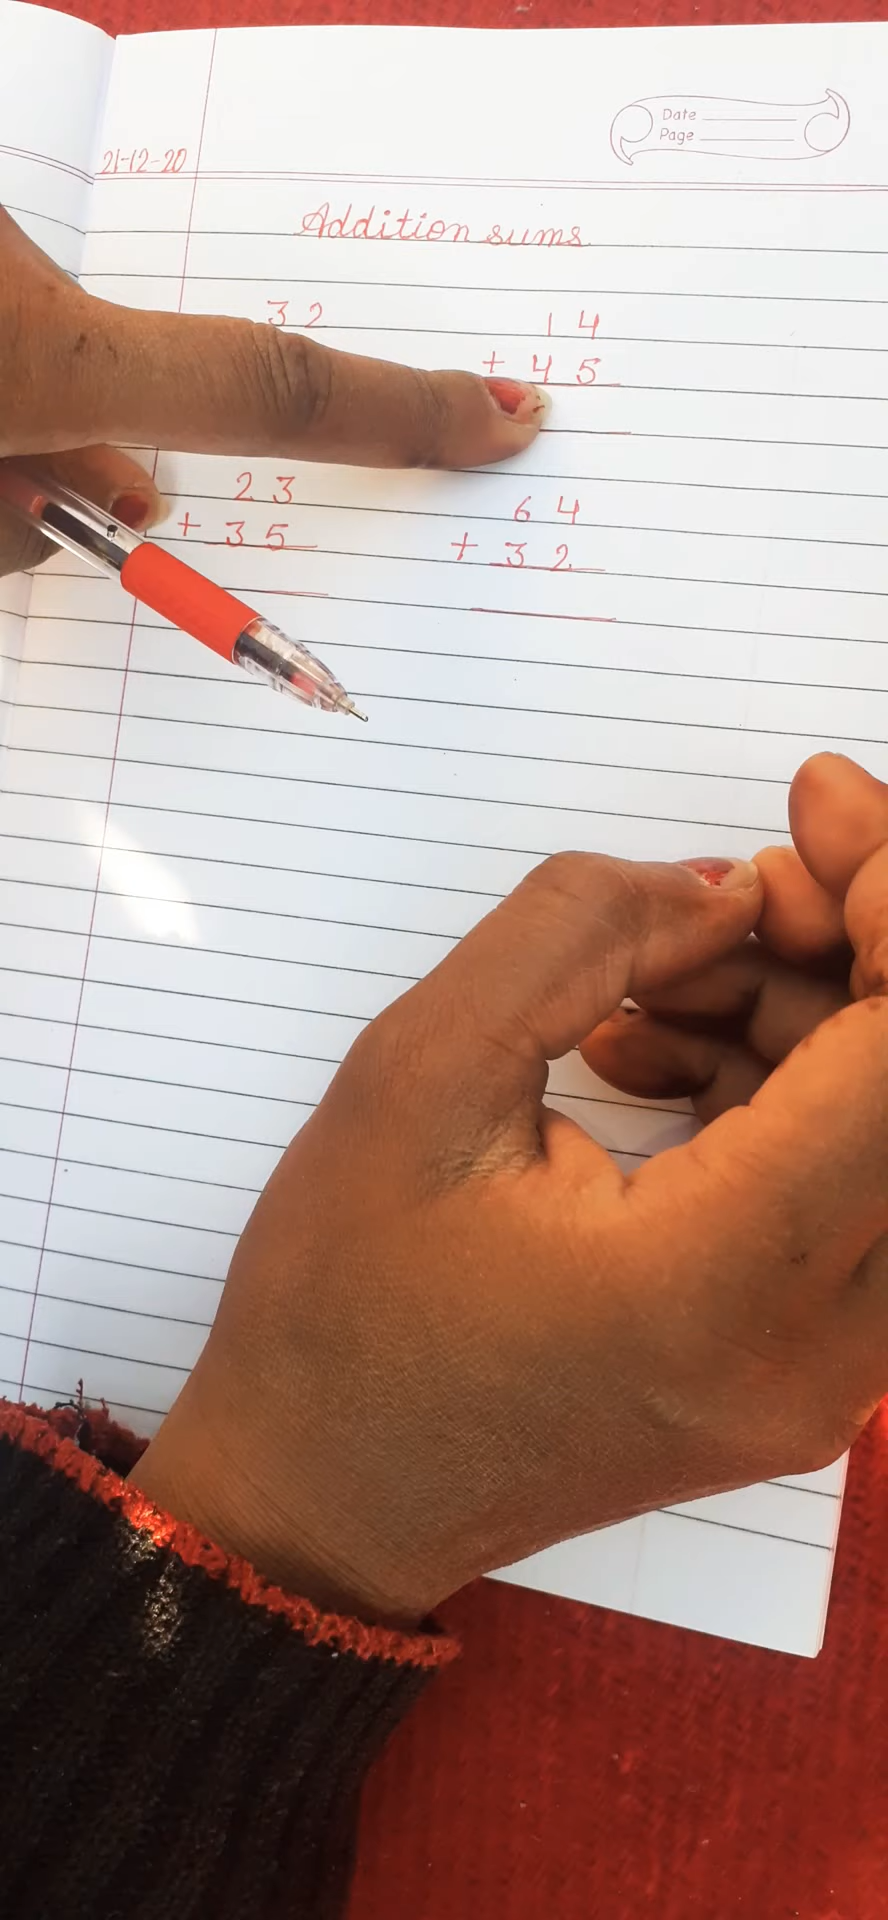 Date
Page
21-12-20
Addition sums
32
14
+ 45
23
+ 35
64
+ 32